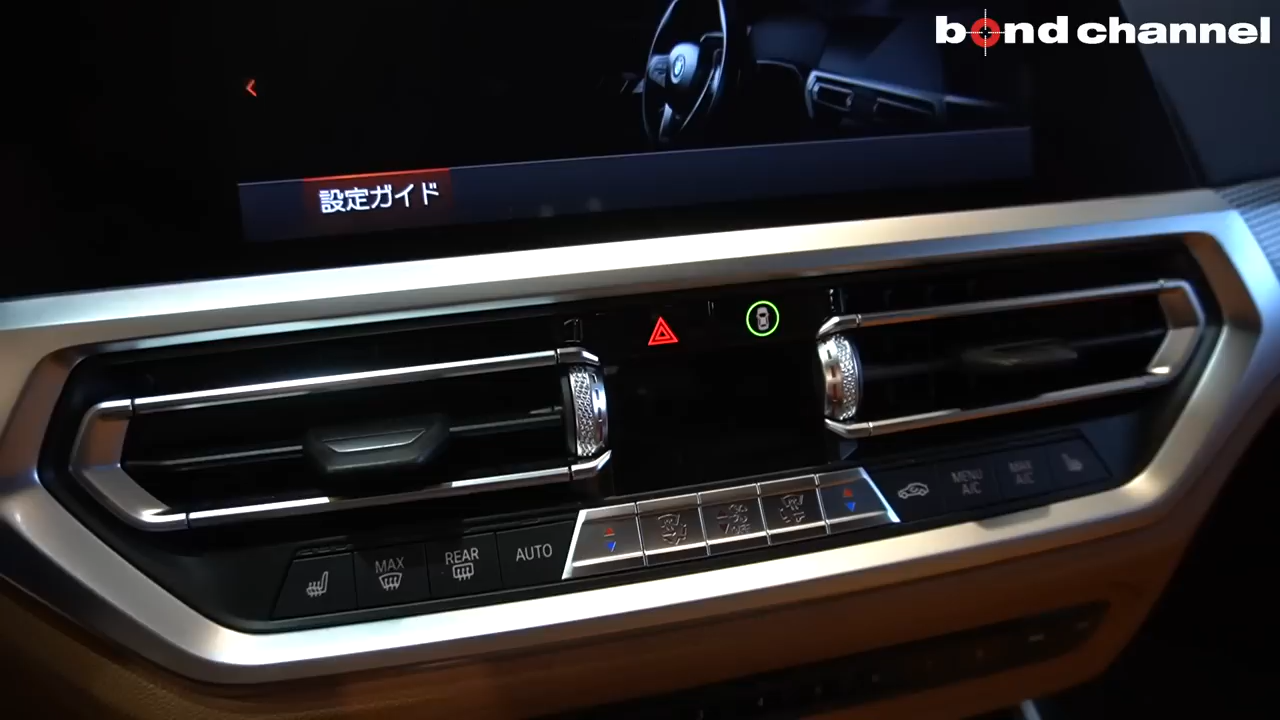 bond channel
設定ガイド
MAX
REAR
AUTO
MENU
A/C
MAX
A/C